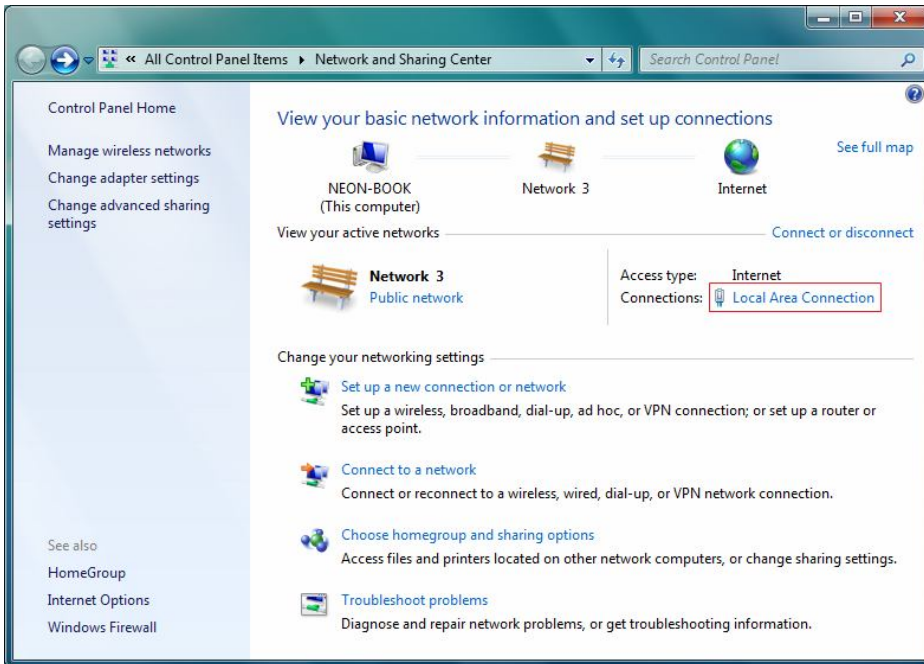 « All Control Panel Items ▸ Network and Sharing Center
Search Control Panel
Control Panel Home
Manage wireless networks
Change adapter settings
Change advanced sharing
settings
See also
HomeGroup
Internet Options
Windows Firewall
View your basic network information and set up connections
NEON-BOOK
(This computer)
Network 3
Internet
See full map
View your active networks
Connect or disconnect
Network 3
Public network
Access type: Internet
Connections: Local Area Connection
Change your networking settings
Set up a new connection or network
Set up a wireless, broadband, dial-up, ad hoc, or VPN connection; or set up a router or
access point.
Connect to a network
Connect or reconnect to a wireless, wired, dial-up, or VPN network connection.
Choose homegroup and sharing options
Access files and printers located on other network computers, or change sharing settings.
Troubleshoot problems
Diagnose and repair network problems, or get troubleshooting information.